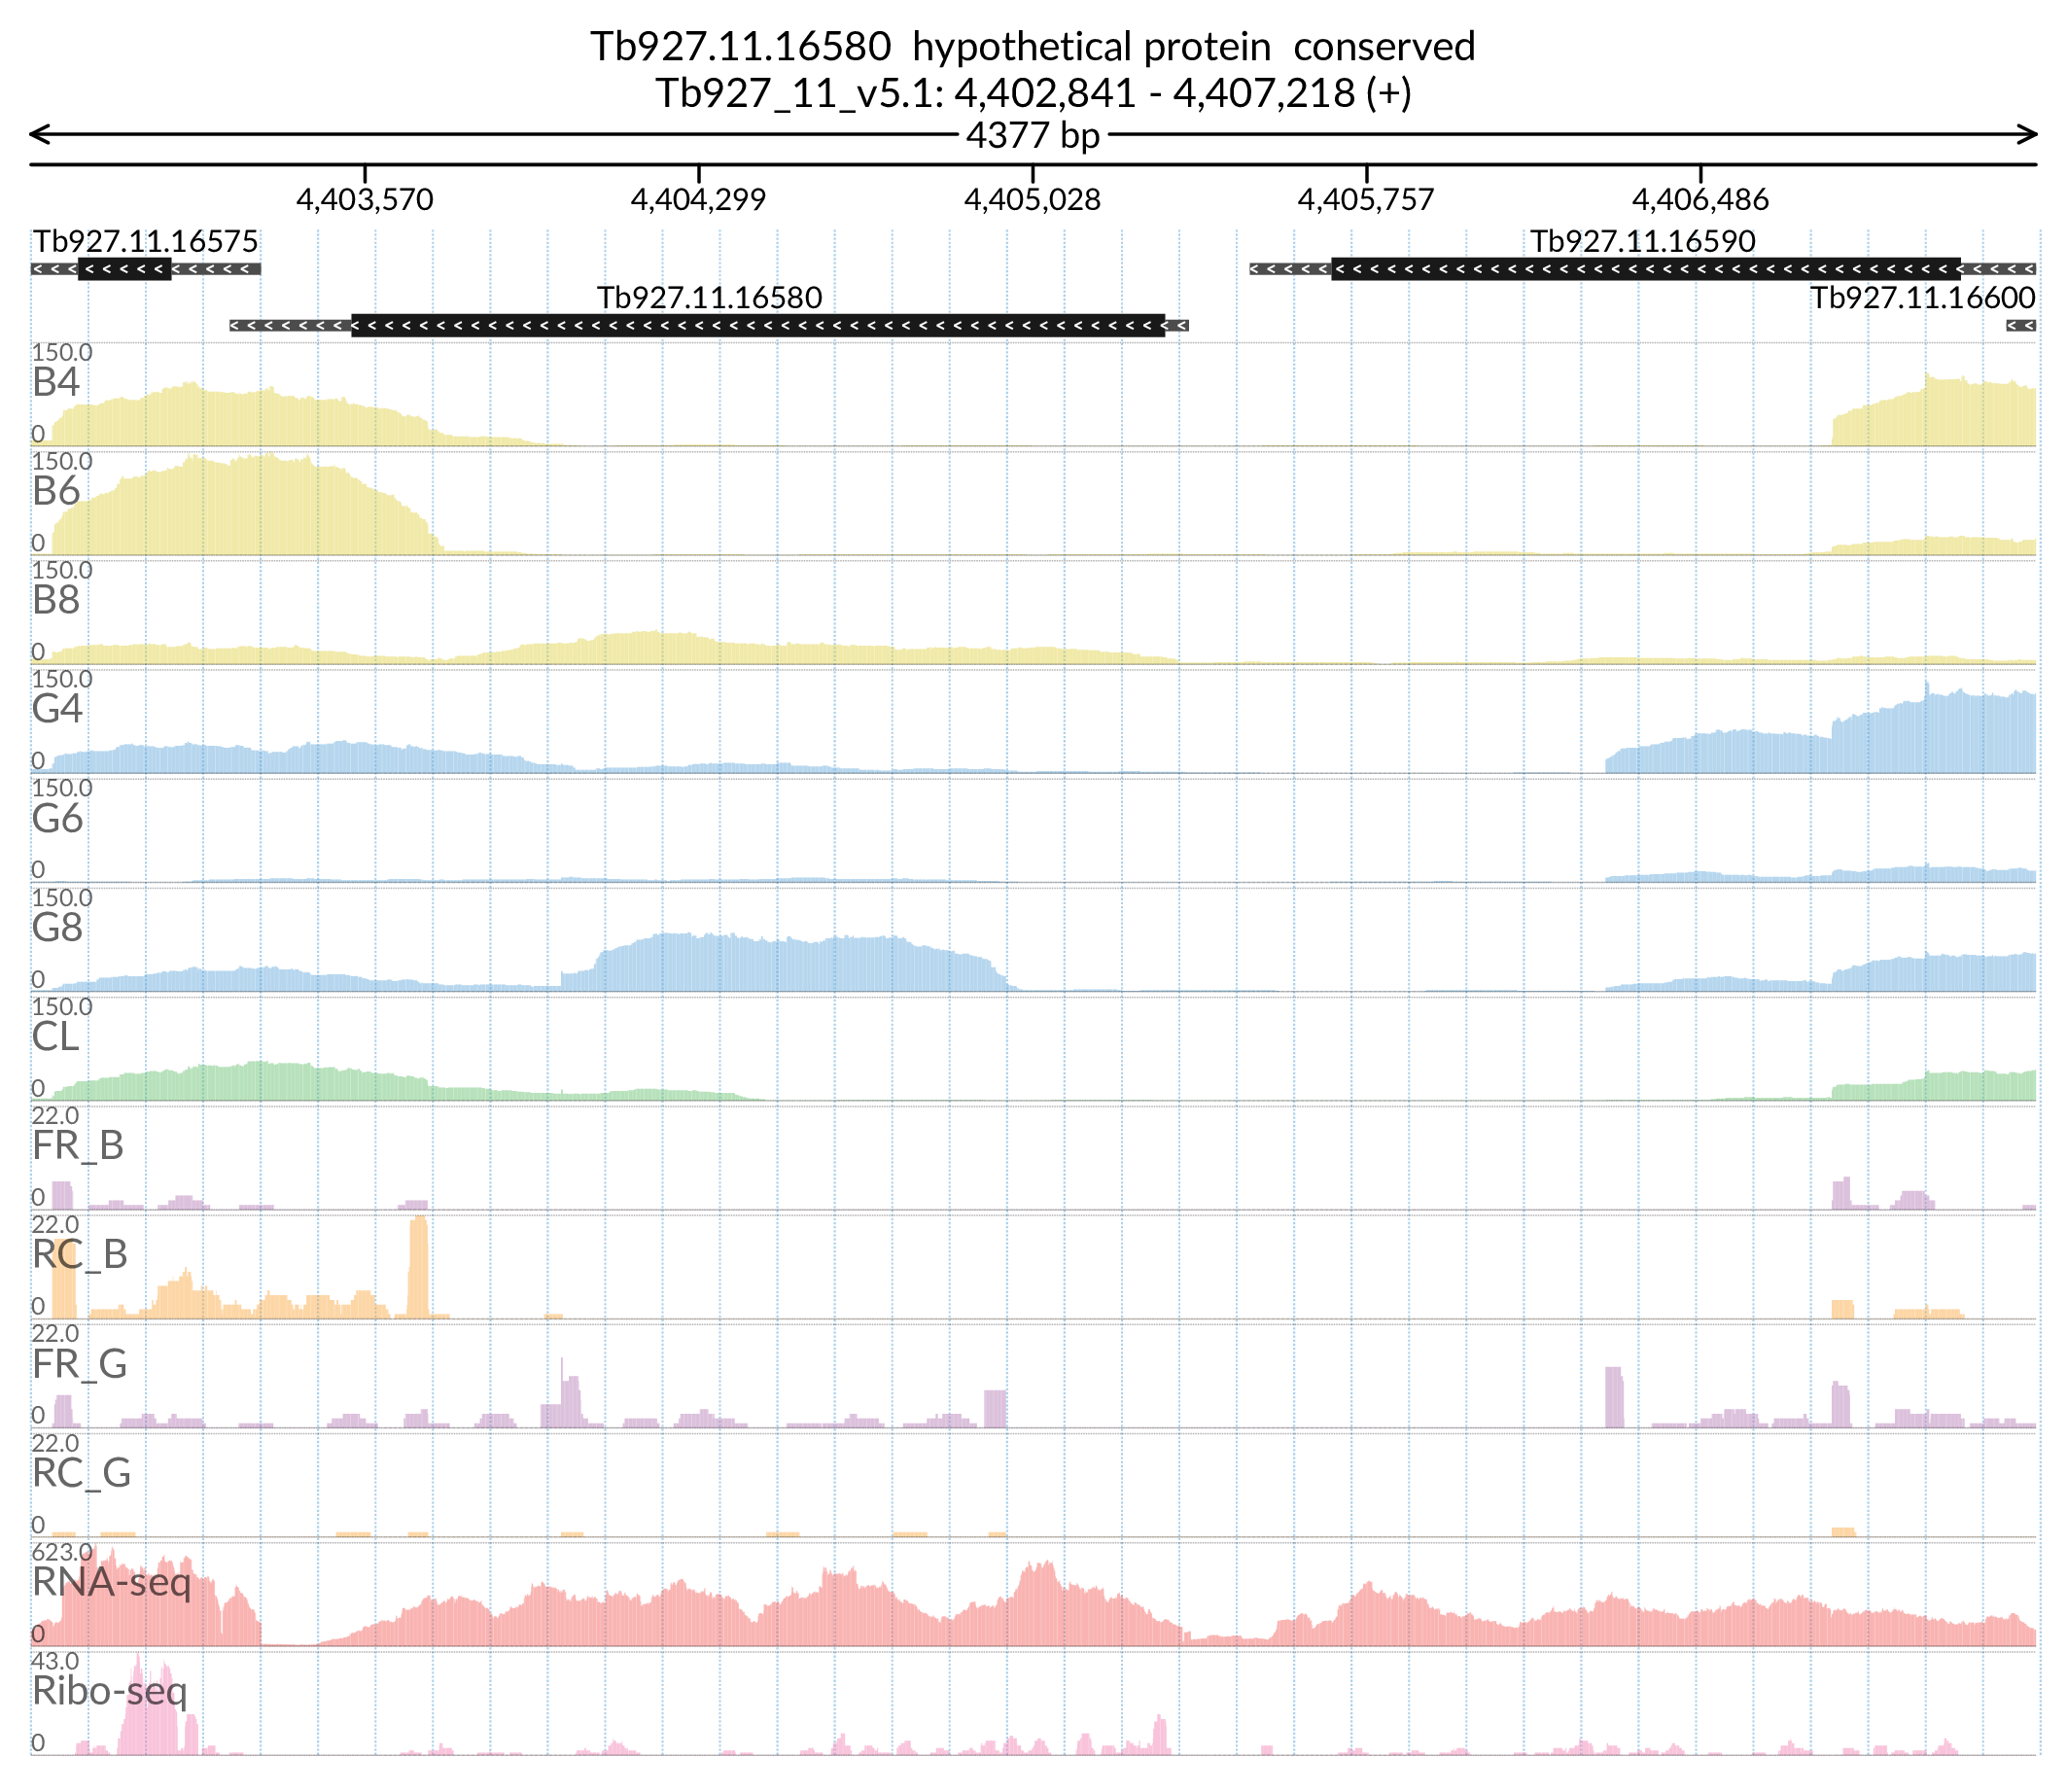 Tb927.11.16580  hypothetical protein  conserved
Tb927_11_v5.1: 4,402,841 - 4,407,218 (+)
4377 bp
4,403,570 4,404,299 4,405,028 4,405,757 4,406,486
Tb927.11.16575 Tb927.11.16590
Tb927.11.16580 Tb927.11.16600
150.0
B4
0
150.0
B6
0
150.0
B8
0
150.0
G4
0
150.0
G6
0
150.0
G8
0
150.0
CL
0
22.0
FR_B
0
22.0
RC_B
0
22.0
FR_G
0
22.0
RC_G
0
623.0
RNA-seq
0
43.0
Ribo-seq
0